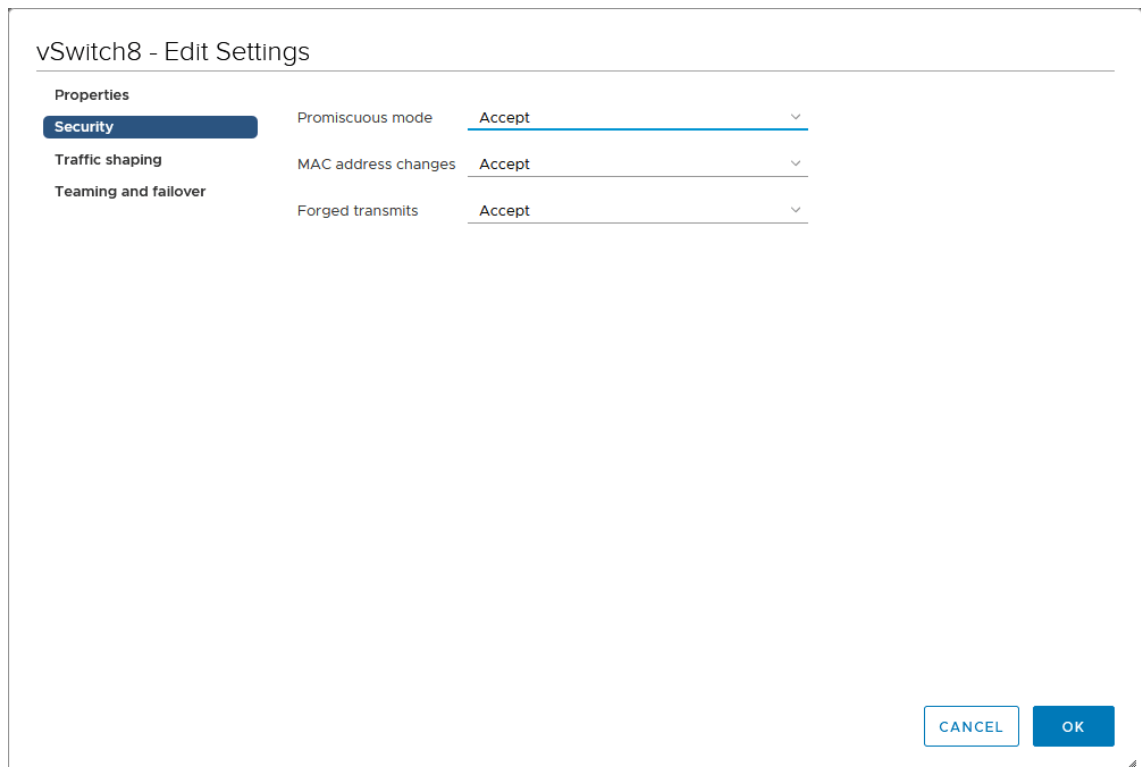 vSwitch8 - Edit Settings
Properties
Security
Traffic shaping
Teaming and failover
Promiscuous mode Accept
MAC address changes Accept
Forged transmits Accept
CANCEL OK